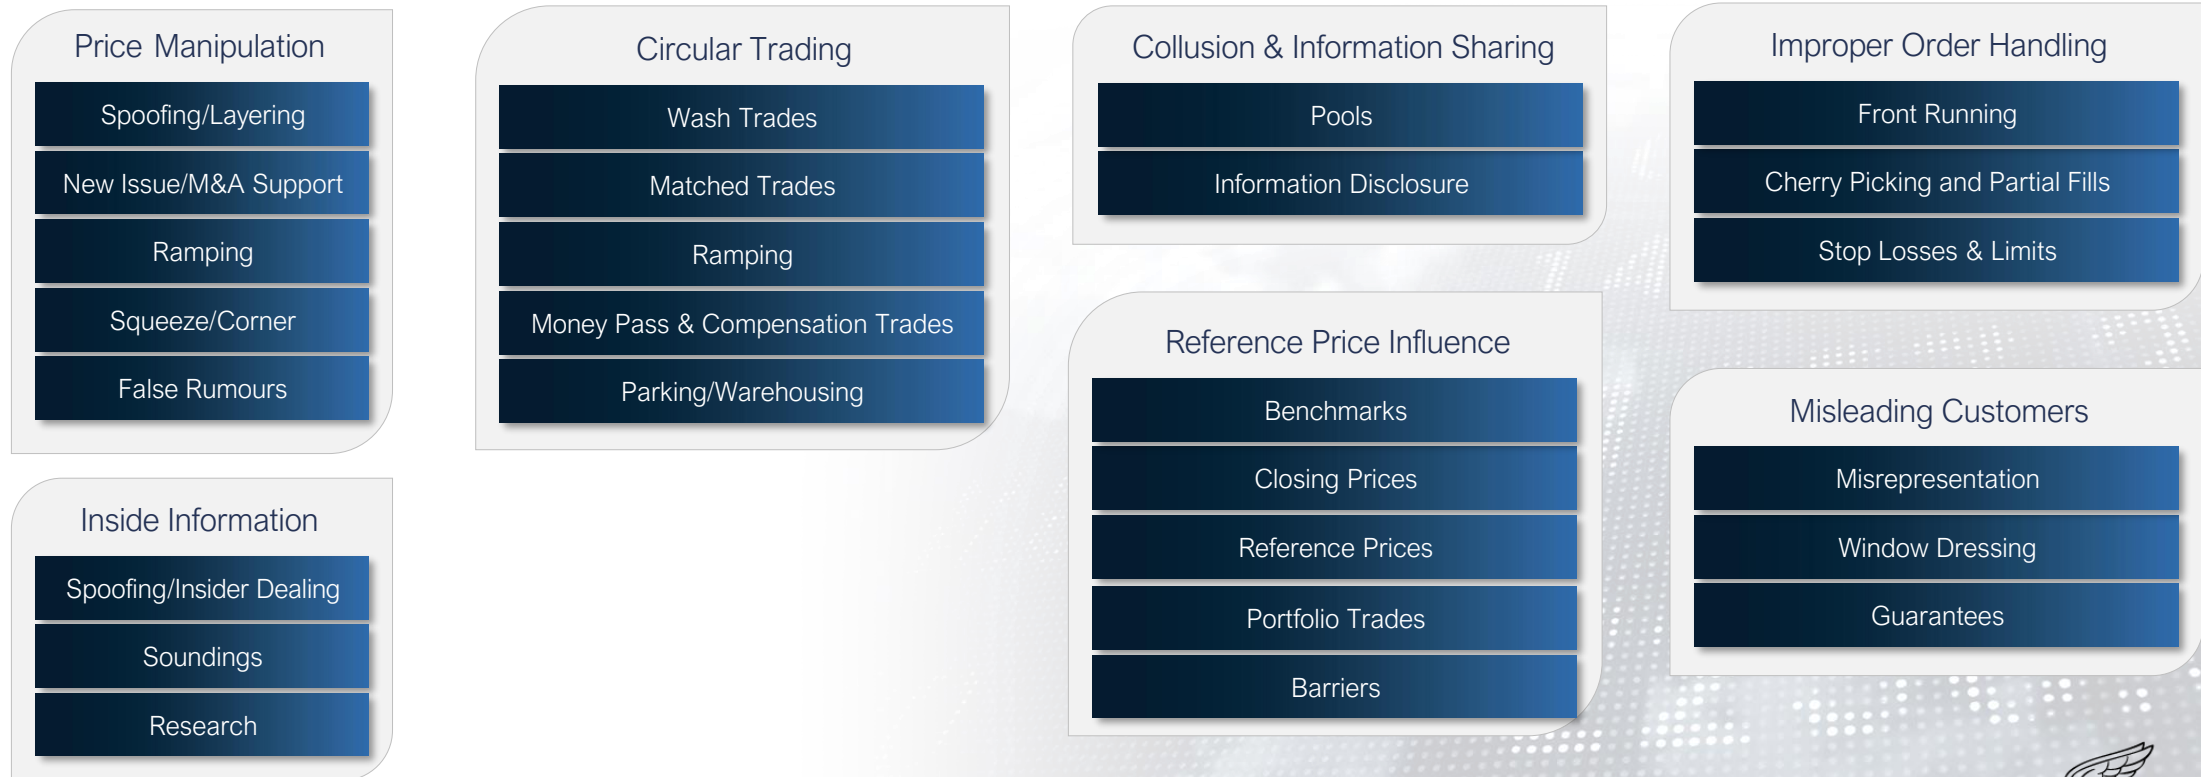 Price Manipulation
Spoofing/Layering
New Issue/M&A Support
Ramping
Squeeze/Corner
False Rumours
Inside Information
Spoofing/Insider Dealing
Soundings
Research
Circular Trading
Wash Trades
Matched Trades
Ramping
Money Pass & Compensation Trades
Parking/Warehousing
Collusion & Information Sharing
Pools
Information Disclosure
Reference Price Influence
Benchmarks
Closing Prices
Reference Prices
Portfolio Trades
Barriers
Improper Order Handling
Front Running
Cherry Picking and Partial Fills
Stop Losses & Limits
Misleading Customers
Misrepresentation
Window Dressing
Guarantees